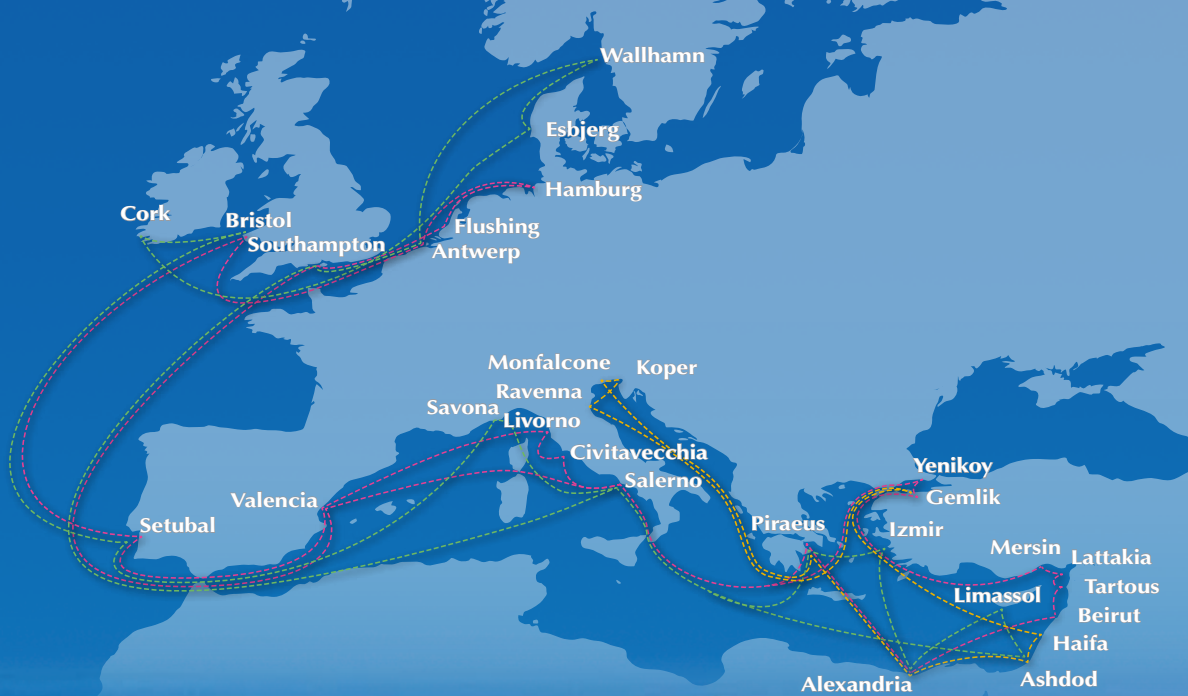 Wallhamn
Esbjerg
Hamburg
Cork
Bristol
Southampton
Flushing
Antwerp
Monfalcone
Koper
Ravenna
Savona
Livorno
Civitavecchia
Salerno
Valencia
Setubal
Yenikoy
Gemlik
Piraeus
Izmir
Mersin
Lattakia
Tartous
Limassol
Beirut
Haifa
Ashdod
Alexandria